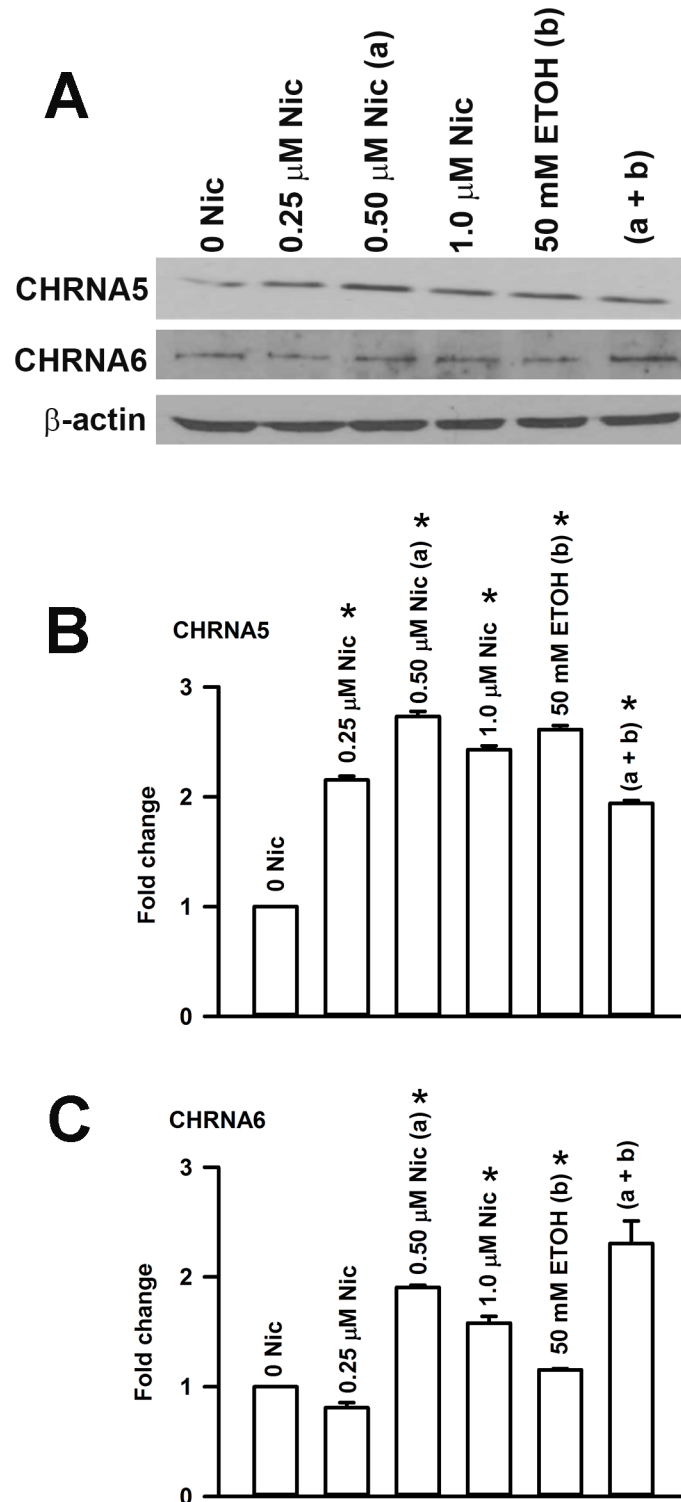 A
0 Nic
0.25 μM Nic
0.50 μM Nic (a)
1.0 μM Nic
50 mM ETOH (b)
(a + b)
CHRNA5
CHRNA6
β-actin
B
CHRNA5
Fold change
3
2
1
0
0 Nic
0.25 μM Nic *
0.50 μM Nic (a) *
1.0 μM Nic *
50 mM ETOH (b) *
(a + b) *
C
CHRNA6
Fold change
3
2
1
0
0 Nic
0.25 μM Nic
0.50 μM Nic (a) *
1.0 μM Nic *
50 mM ETOH (b) *
(a + b)